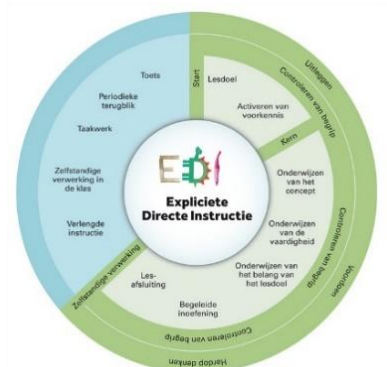 EDI
Expliciete
Directe Instructie
Start
Lesdoel
Activeren van
voorkennis
Kern
Onderwijzen
van het
concept
Onderwijzen
van de
vaardigheid
Onderwijzen van
het belang van
het lesdoel
Begeleide
inoefening
Les-
afsluiting
Zelfstandige verwerking
Verlengde
instructie
Zelfstandige
verwerking in
de klas
Taakwerk
Periodieke
terugblik
Toets
Controleren van begrip
Controleren van begrip
Controleren van begrip
Uitleggen
Voordoen
Hardop denken